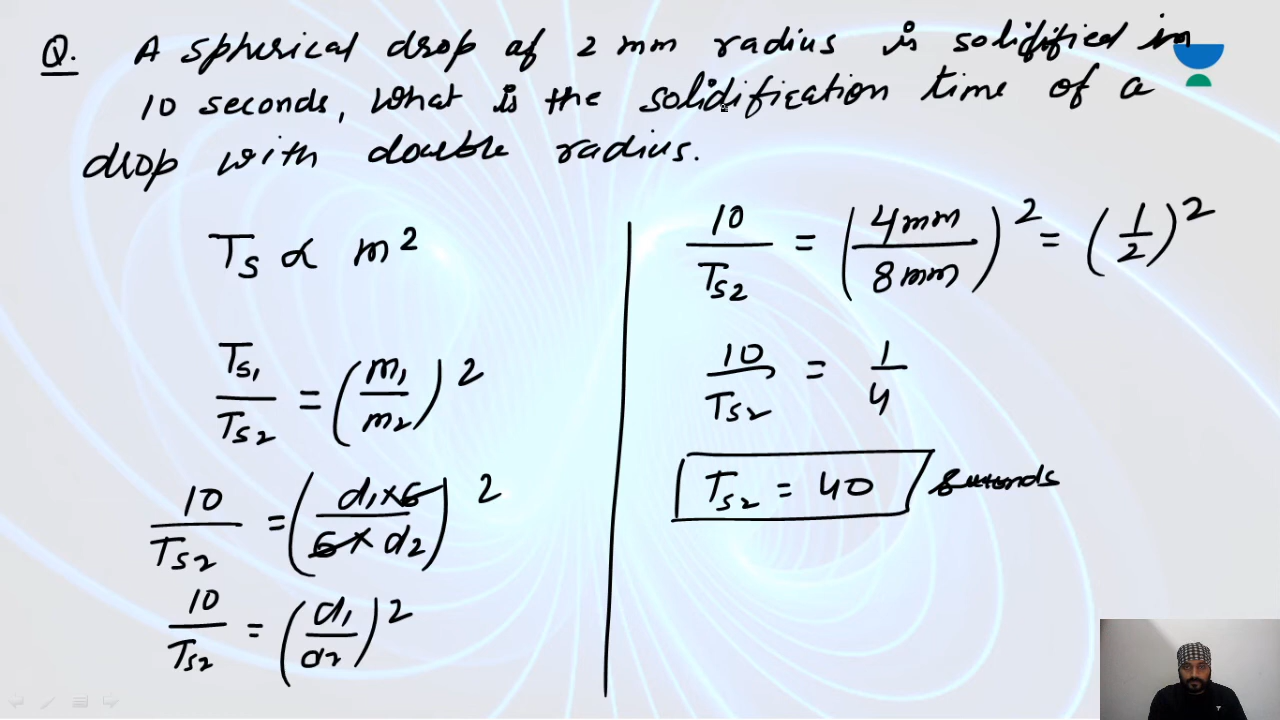 Q. A spherical drop of 2 mm radius is solidified in
10 seconds, What is the solidification time of a
drop with double radius.
Ts ∝ m²
Ts₁/Ts₂ = (m₁/m₂)²
10/Ts₂ = (d₁×6/6×d₂)²
10/Ts₂ = (d₁/d₂)²
10/Ts₂ = (4mm/8mm)² = (1/2)²
10/Ts₂ = 1/4
Ts₂ = 40 seconds